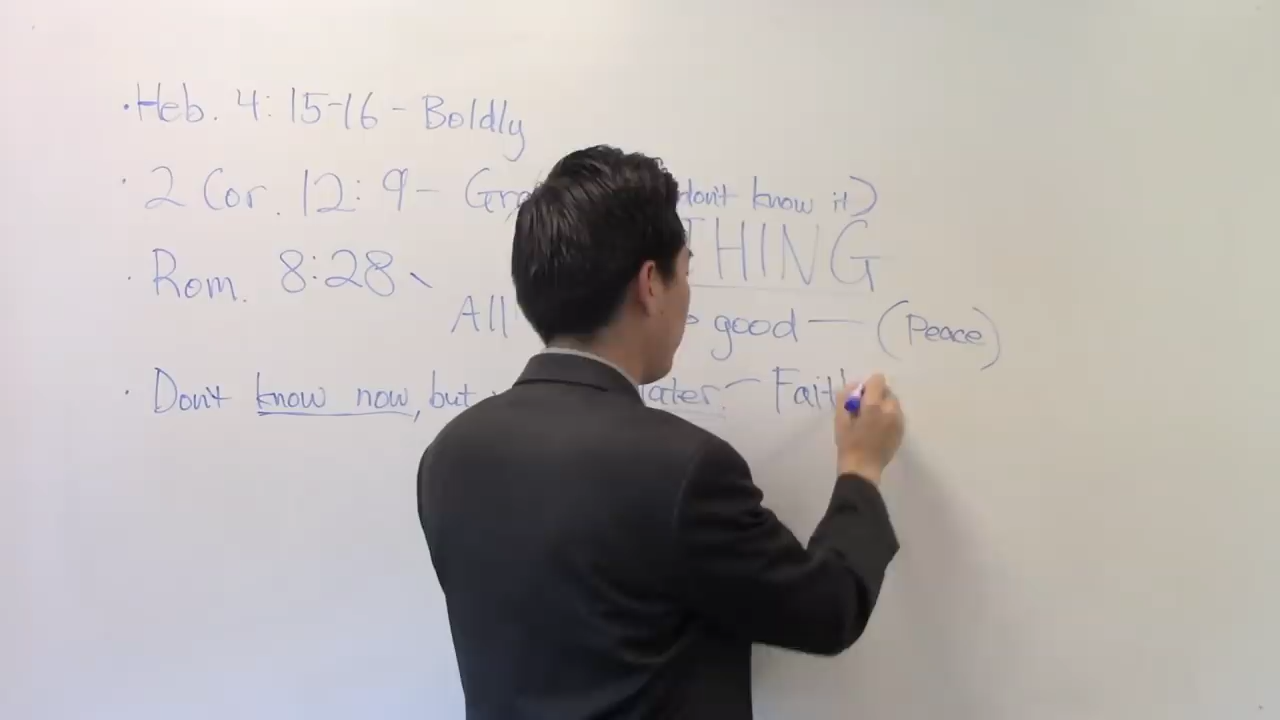 · Heb. 4:15-16 - Boldly
· 2 Cor. 12:9 - don't know it)
THING
· Rom. 8:28
All good — (Peace)
· Don't know now, but later - Fait